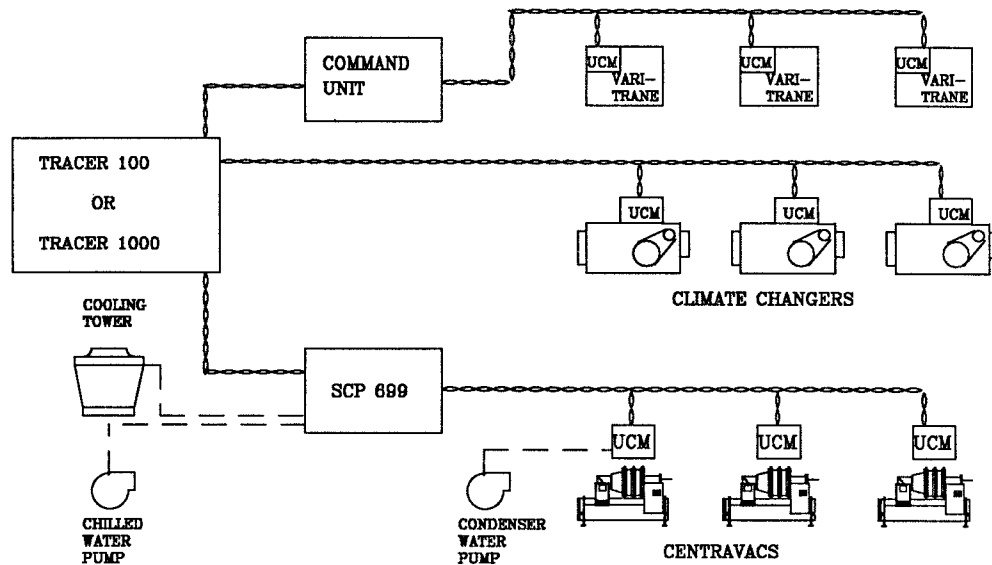 COMMAND
UNIT
UCM
VARI-
TRANE
UCM
VARI-
TRANE
UCM
VARI-
TRANE
TRACER 100
OR
TRACER 1000
UCM
UCM
UCM
CLIMATE CHANGERS
COOLING
TOWER
SCP 699
UCM
UCM
UCM
CHILLED
WATER
PUMP
CONDENSER
WATER
PUMP
CENTRAVACS